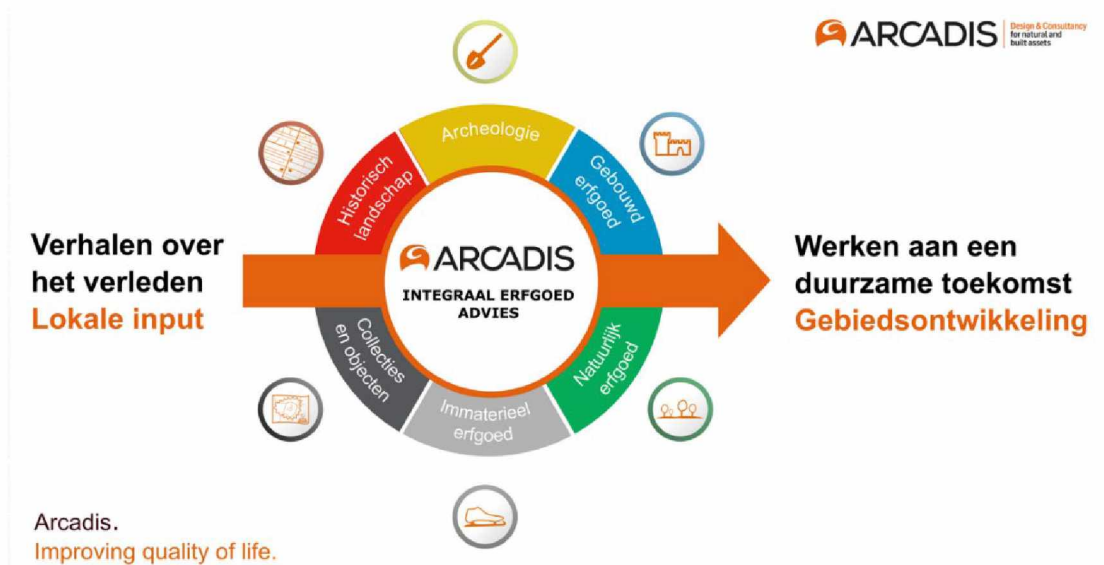 ARCADIS
Design & Consultancy
for natural and
built assets
Archeologie
Historisch
landschap
Gebouwd
erfgoed
Verhalen over
het verleden
Lokale input
ARCADIS
INTEGRAAL ERFGOED
ADVIES
Werken aan een
duurzame toekomst
Gebiedsontwikkeling
Collecties
en objecten
Immaterieel
erfgoed
Natuurlijk
erfgoed
Arcadis.
Improving quality of life.